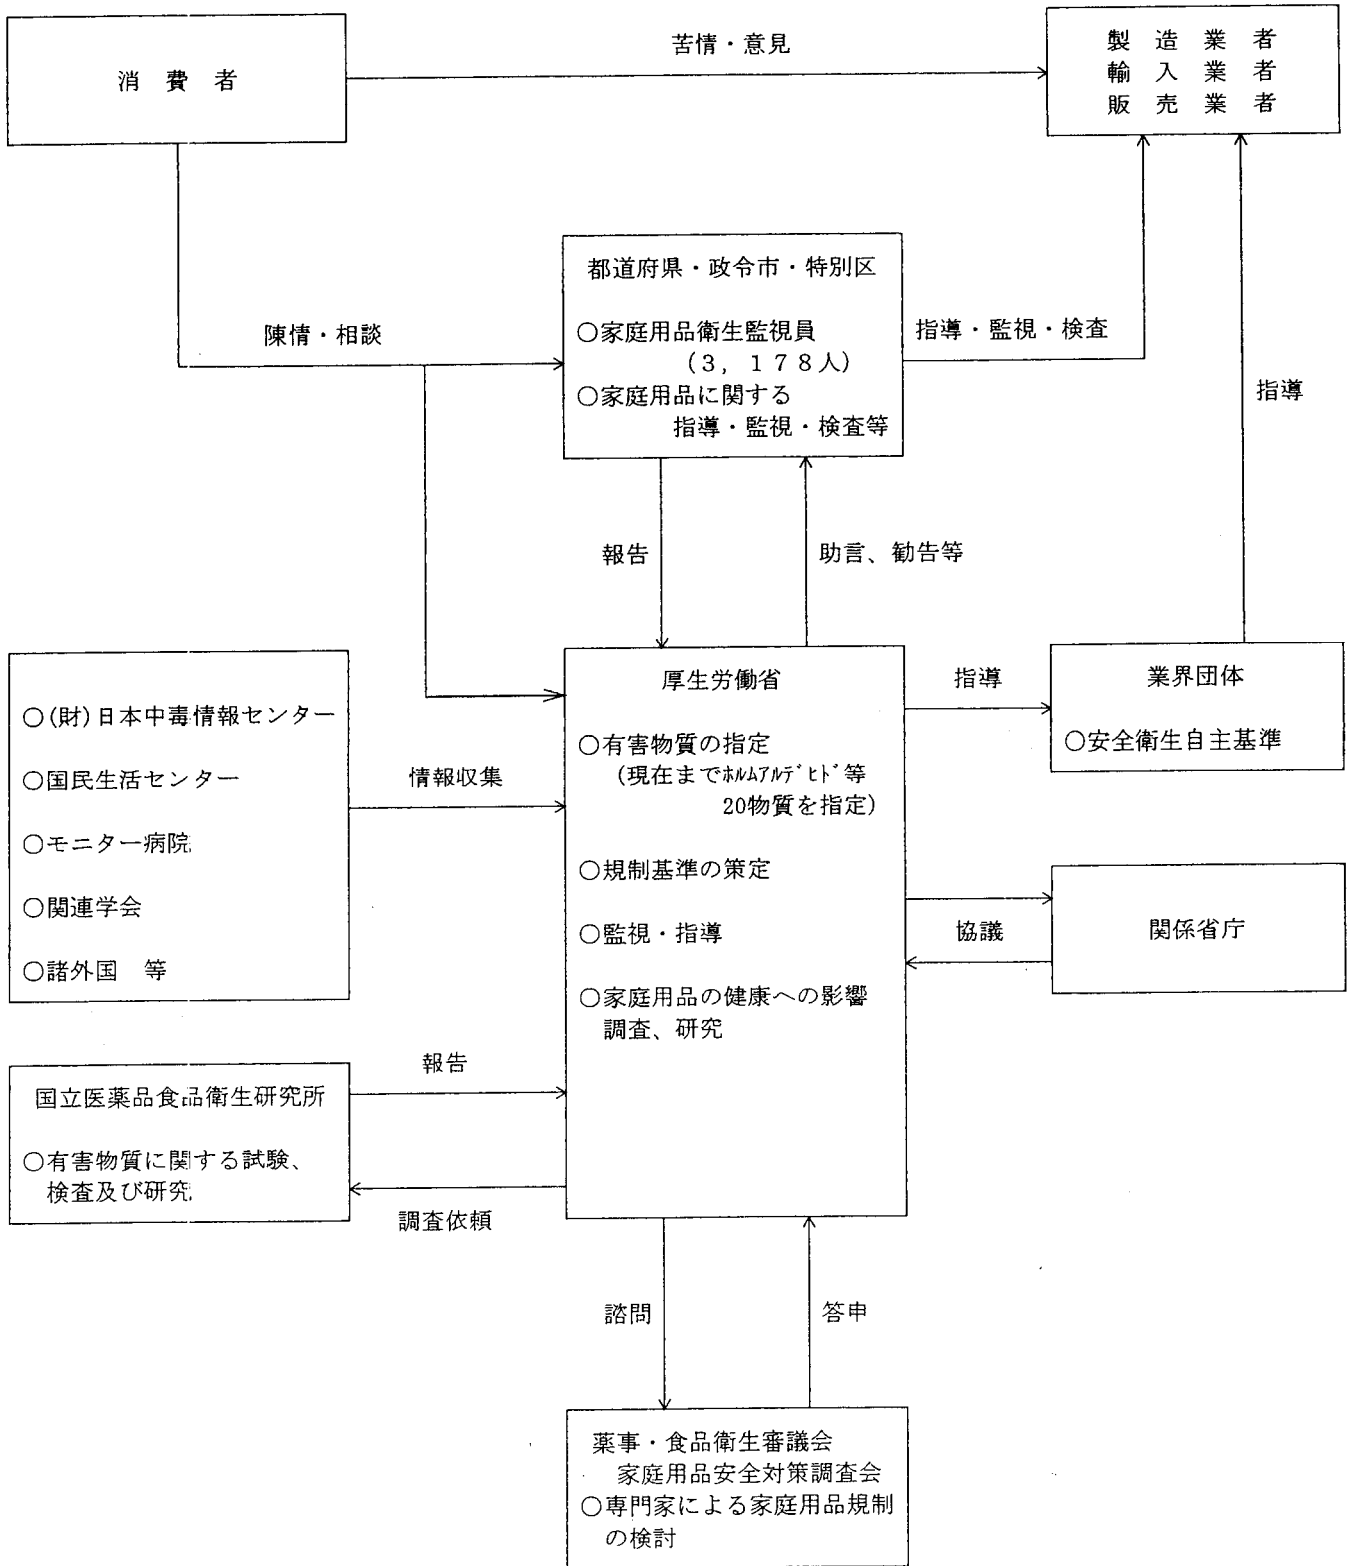 消費者
苦情・意見
製造業者
輸入業者
販売業者
陳情・相談
都道府県・政令市・特別区
○家庭用品衛生監視員
(3,178人)
○家庭用品に関する
指導・監視・検査等
指導・監視・検査
指導
報告
助言、勧告等
○(財)日本中毒情報センター
○国民生活センター
○モニター病院
○関連学会
○諸外国 等
情報収集
厚生労働省
○有害物質の指定
(現在までホルムアルデヒド等
20物質を指定)
○規制基準の策定
○監視・指導
○家庭用品の健康への影響
調査、研究
指導
業界団体
○安全衛生自主基準
協議
関係省庁
国立医薬品食品衛生研究所
○有害物質に関する試験、
検査及び研究
報告
調査依頼
諮問
答申
薬事・食品衛生審議会
家庭用品安全対策調査会
○専門家による家庭用品規制
の検討